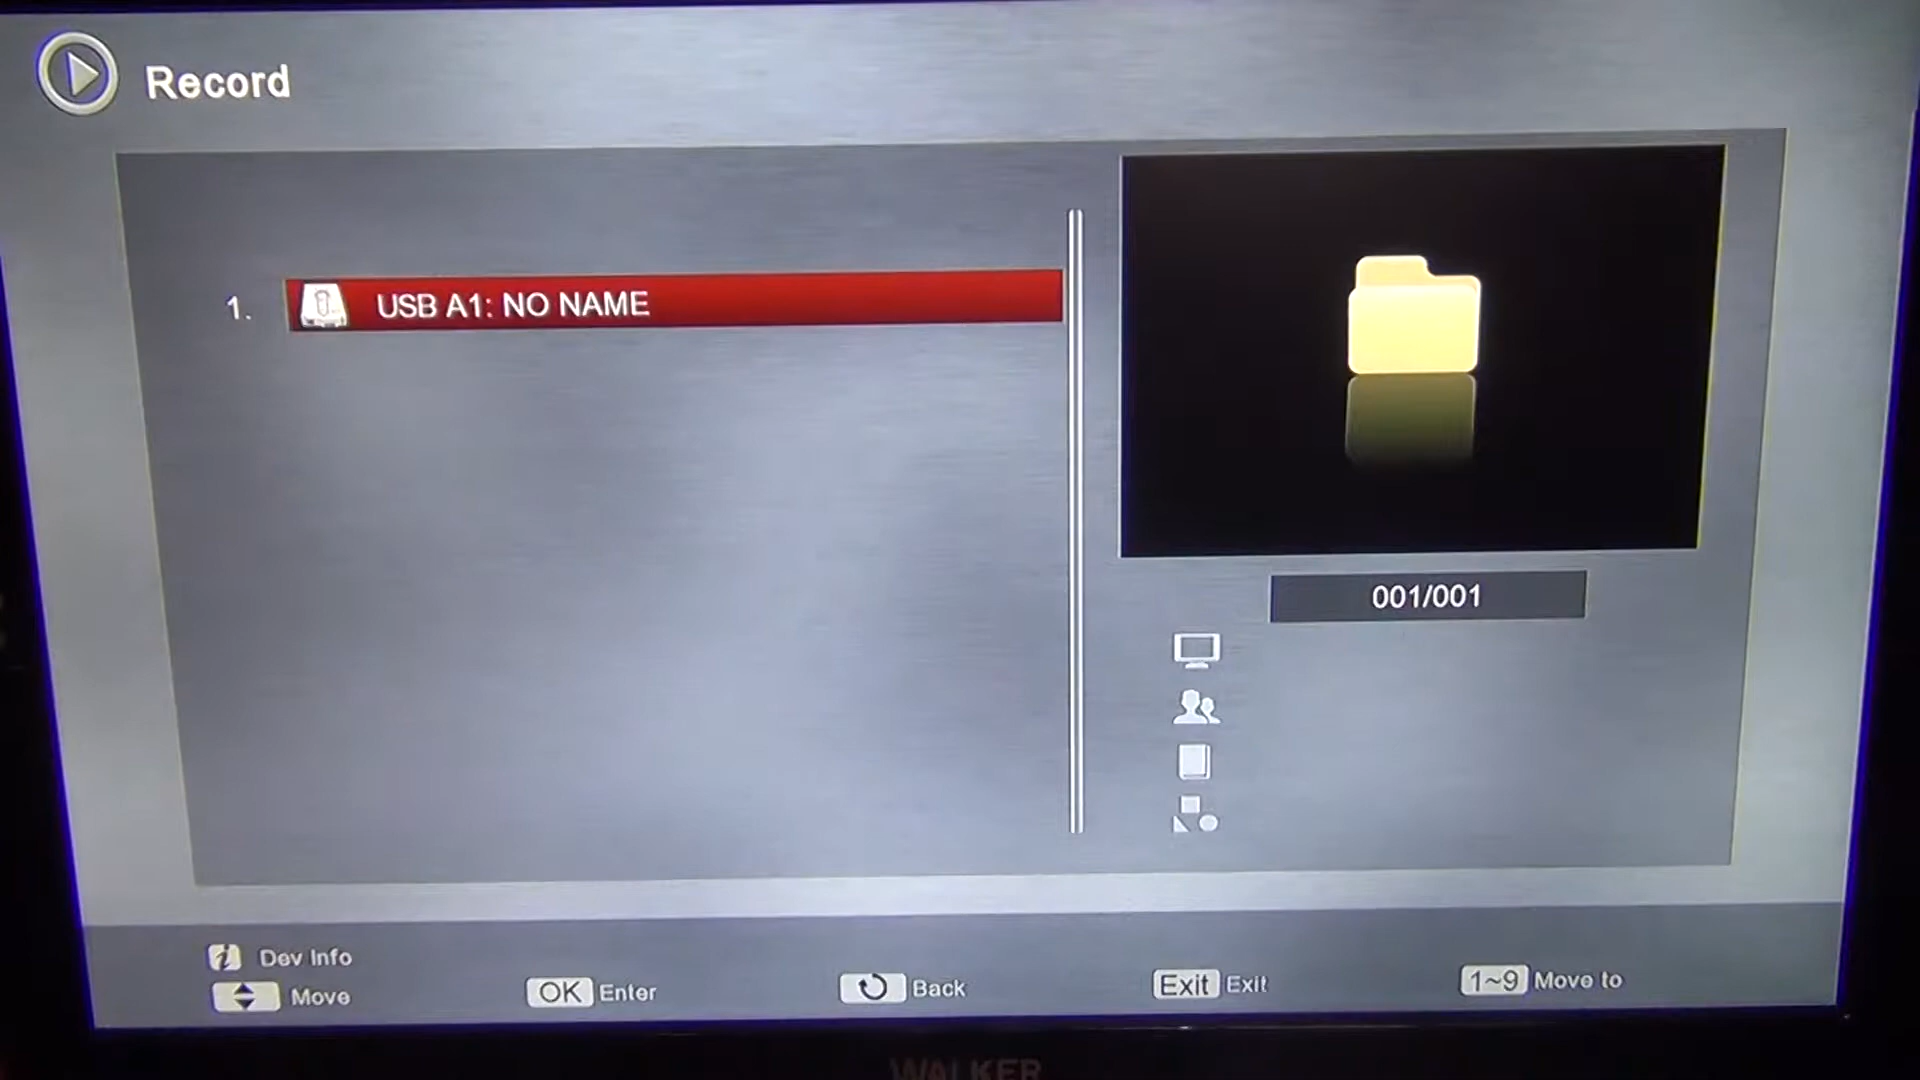 Record
1. USB A1: NO NAME
001/001
i Dev Info
Move
OK Enter
Back
Exit Exit
1~9 Move to
WALKER